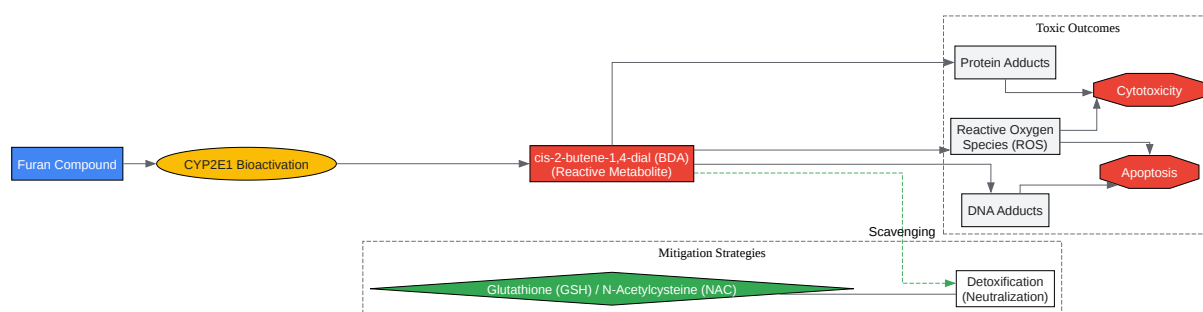 Toxic Outcomes
Protein Adducts
Cytotoxicity
Reactive Oxygen
Species (ROS)
Furan Compound
CYP2E1 Bioactivation
cis-2-butene-1,4-dial (BDA)
(Reactive Metabolite)
Apoptosis
DNA Adducts
Scavenging
Mitigation Strategies
Glutathione (GSH) / N-Acetylcysteine (NAC)
Detoxification
(Neutralization)